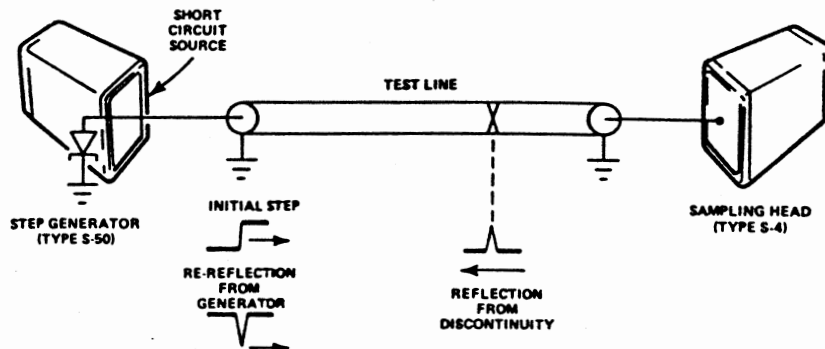 SHORT
CIRCUIT
SOURCE
TEST LINE
STEP GENERATOR
(TYPE S-50)
INITIAL STEP
RE-REFLECTION
FROM
GENERATOR
REFLECTION
FROM
DISCONTINUITY
SAMPLING HEAD
(TYPE S-4)